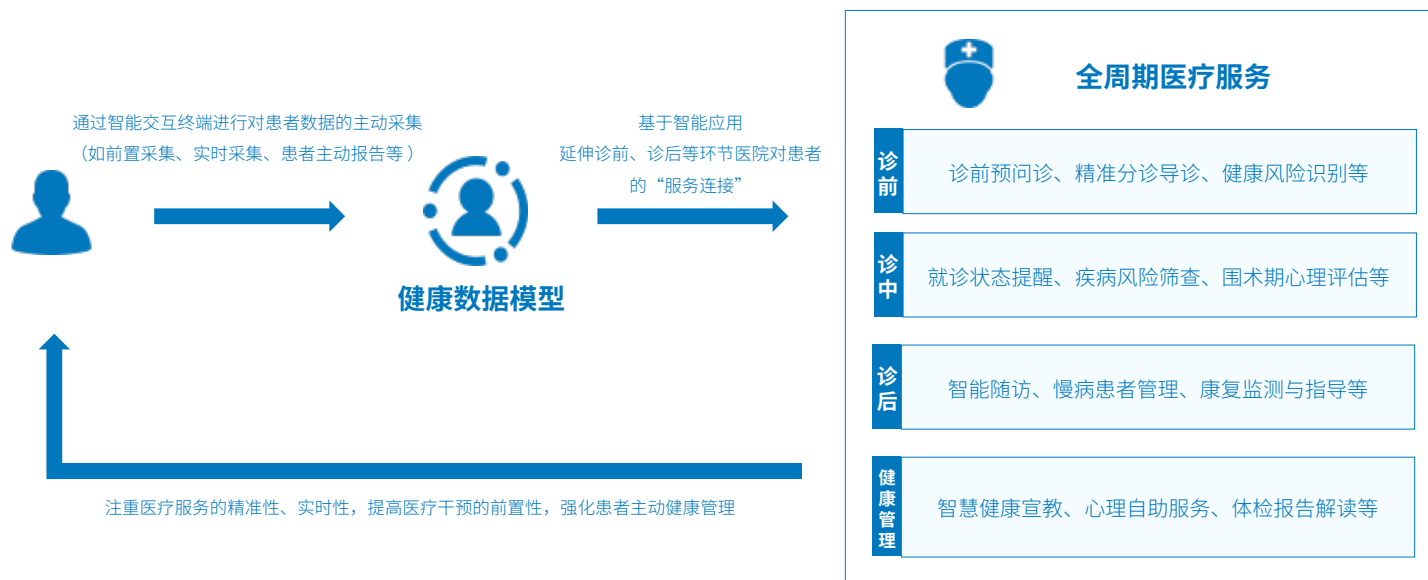 通过智能交互终端进行对患者数据的主动采集
（如前置采集、实时采集、患者主动报告等）
健康数据模型
基于智能应用
延伸诊前、诊后等环节医院对患者
的“服务连接”
全周期医疗服务
诊前
诊前预问诊、精准分诊导诊、健康风险识别等
诊中
就诊状态提醒、疾病风险筛查、围术期心理评估等
诊后
智能随访、慢病患者管理、康复监测与指导等
健康管理
智慧健康宣教、心理自助服务、体检报告解读等
注重医疗服务的精准性、实时性，提高医疗干预的前置性，强化患者主动健康管理